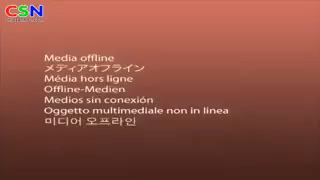 CSN
Media offline
メディアオフライン
Média hors ligne
Offline-Medien
Medios sin conexión
Oggetto multimediale non in linea
미디어 오프라인